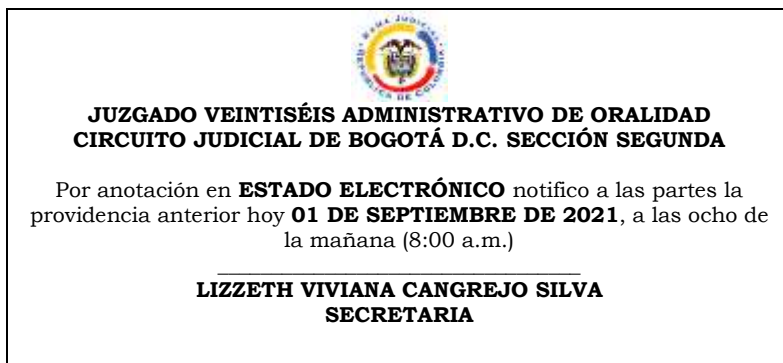 JUZGADO VEINTISÉIS ADMINISTRATIVO DE ORALIDAD
CIRCUITO JUDICIAL DE BOGOTÁ D.C. SECCIÓN SEGUNDA
Por anotación en ESTADO ELECTRÓNICO notifico a las partes la
providencia anterior hoy 01 DE SEPTIEMBRE DE 2021, a las ocho de
la mañana (8:00 a.m.)
LIZZETH VIVIANA CANGREJO SILVA
SECRETARIA